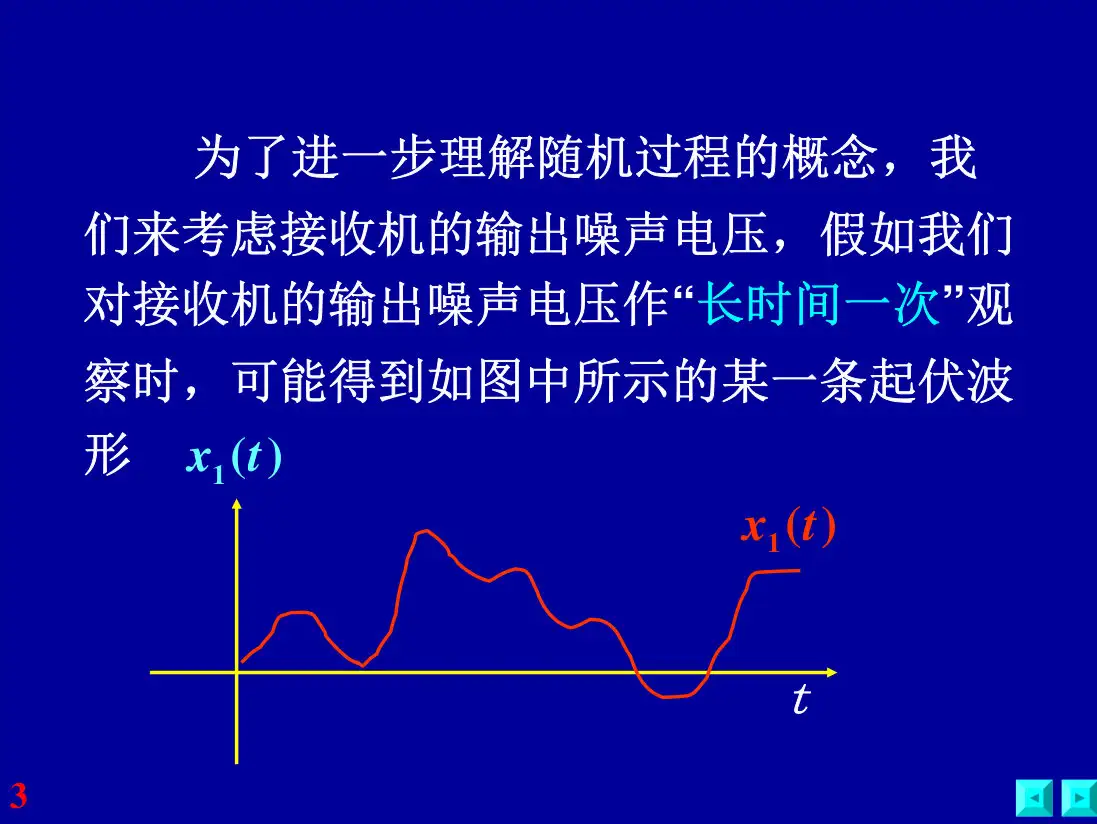 为了进一步理解随机过程的概念，我
们来考虑接收机的输出噪声电压，假如我们
对接收机的输出噪声电压作“长时间一次”观
察时，可能得到如图中所示的某一条起伏波
形 x₁(t)
x₁(t)
t
3